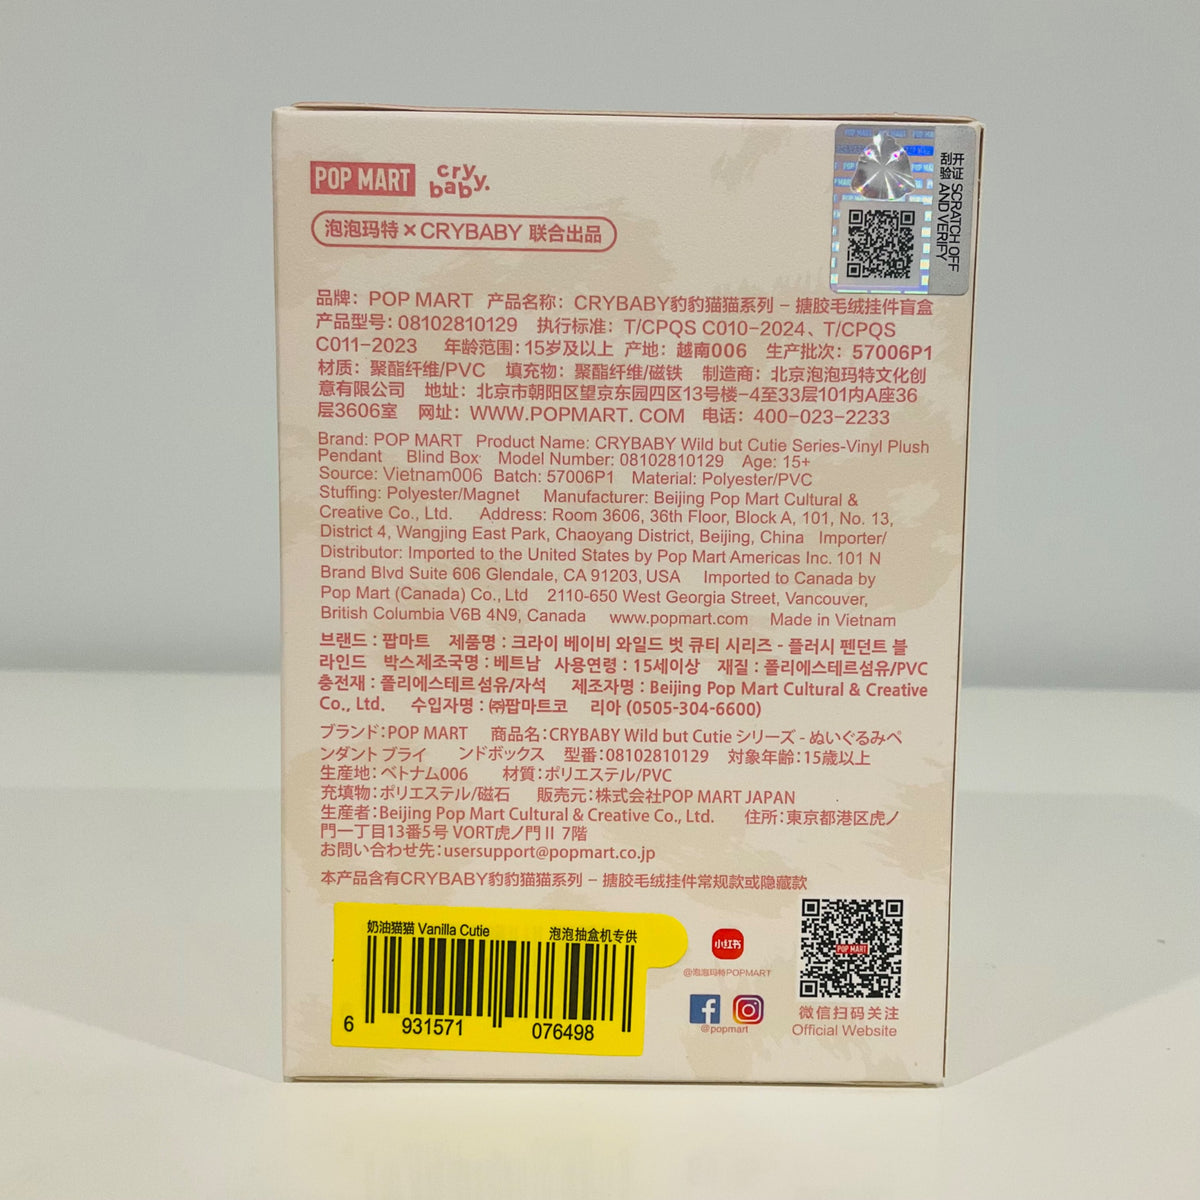 POP MART
cry
baby.
泡泡玛特×CRYBABY 联合出品
开证 SCRATCH OFF
刮验 AND VERIFY
品牌：POP MART 产品名称：CRYBABY豹豹猫猫系列 – 搪胶毛绒挂件盲盒
产品型号：08102810129 执行标准：T/CPQS C010-2024、T/CPQS
C011-2023 年龄范围：15岁及以上 产地：越南006 生产批次：57006P1
材质：聚酯纤维/PVC 填充物：聚酯纤维/磁铁 制造商：北京泡泡玛特文化创
意有限公司 地址：北京市朝阳区望京东园四区13号楼-4至33层101内A座36
层3606室 网址：WWW.POPMART.COM 电话：400-023-2233
Brand: POP MART Product Name: CRYBABY Wild but Cutie Series-Vinyl Plush
Pendant Blind Box Model Number: 08102810129 Age: 15+
Source: Vietnam006 Batch: 57006P1 Material: Polyester/PVC
Stuffing: Polyester/Magnet Manufacturer: Beijing Pop Mart Cultural &
Creative Co., Ltd. Address: Room 3606, 36th Floor, Block A, 101, No. 13,
District 4, Wangjing East Park, Chaoyang District, Beijing, China Importer/
Distributor: Imported to the United States by Pop Mart Americas Inc. 101 N
Brand Blvd Suite 606 Glendale, CA 91203, USA Imported to Canada by
Pop Mart (Canada) Co., Ltd 2110-650 West Georgia Street, Vancouver,
British Columbia V6B 4N9, Canada www.popmart.com Made in Vietnam
브랜드 : 팝마트 제품명 : 크라이 베이비 와일드 벗 큐티 시리즈 - 플러시 펜던트 블
라인드 박스제조국명 : 베트남 사용연령 : 15세이상 재질 : 폴리에스테르섬유/PVC
충전재 : 폴리에스테르섬유/자석 제조자명 : Beijing Pop Mart Cultural & Creative
Co., Ltd. 수입자명 : ㈜팝마트코 리아 (0505-304-6600)
ブランド：POP MART 商品名：CRYBABY Wild but Cutie シリーズ - ぬいぐるみペ
ンダント ブライ ンドボックス 型番：08102810129 対象年齢：15歳以上
生産地：ベトナム006 材質：ポリエステル/PVC
充填物：ポリエステル/磁石 販売元：株式会社POP MART JAPAN
生産者：Beijing Pop Mart Cultural & Creative Co., Ltd. 住所：東京都港区虎ノ
門一丁目13番5号 VORT虎ノ門Ⅱ 7階
お問い合わせ先：usersupport@popmart.co.jp
本产品含有CRYBABY豹豹猫猫系列 – 搪胶毛绒挂件常规款或隐藏款
奶油猫猫 Vanilla Cutie 泡泡抽盒机专供
6 931571 076498
小红书
@泡泡玛特POPMART
@popmart
POP MART
微信扫码关注
Official Website